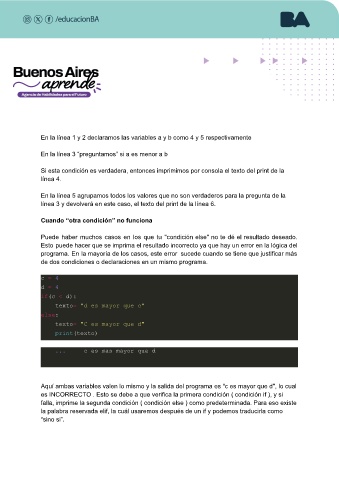 /educacionBA
BA
Buenos Aires
aprende
Agencia de Habilidades para el Futuro
En la línea 1 y 2 declaramos las variables a y b como 4 y 5 respectivamente
En la línea 3 “preguntamos” si a es menor a b
Si esta condición es verdadera, entonces imprimimos por consola el texto del print de la
línea 4.
En la línea 5 agrupamos todos los valores que no son verdaderos para la pregunta de la
línea 3 y devolverá en este caso, el texto del print de la línea 6.
Cuando “otra condición” no funciona
Puede haber muchos casos en los que tu "condición else" no te dé el resultado deseado.
Esto puede hacer que se imprima el resultado incorrecto ya que hay un error en la lógica del
programa. En la mayoría de los casos, este error sucede cuando se tiene que justificar más
de dos condiciones o declaraciones en un mismo programa.
c = 4
d = 4
if(c < d):
texto= "d es mayor que c"
else:
texto= "C es mayor que d"
print(texto)
... c es mas mayor que d
Aquí ambas variables valen lo mismo y la salida del programa es "c es mayor que d", lo cual
es INCORRECTO . Esto se debe a que verifica la primera condición ( condición if ), y si
falla, imprime la segunda condición ( condición else ) como predeterminada. Para eso existe
la palabra reservada elif, la cuál usaremos después de un if y podemos traducirla como
“sino si”.